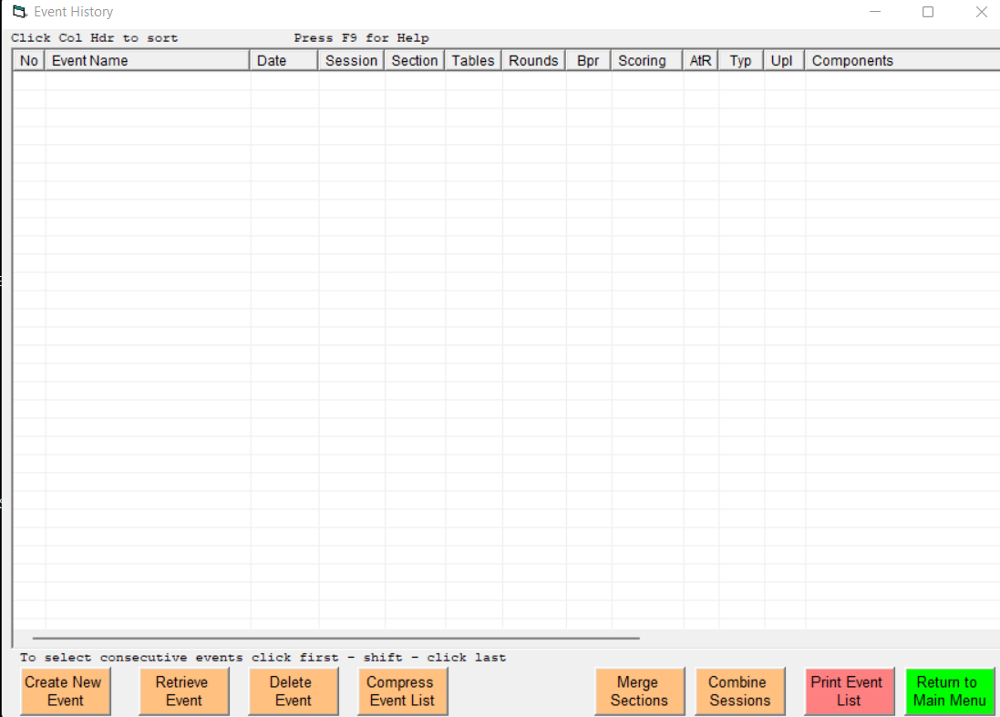 Event History
Click Col Hdr to sort Press F9 for Help
No Event Name Date Session Section Tables Rounds Bpr Scoring AtR Typ Upl Components
To select consecutive events click first - shift - click last
Create New Event
Retrieve Event
Delete Event
Compress Event List
Merge Sections
Combine Sessions
Print Event List
Return to Main Menu